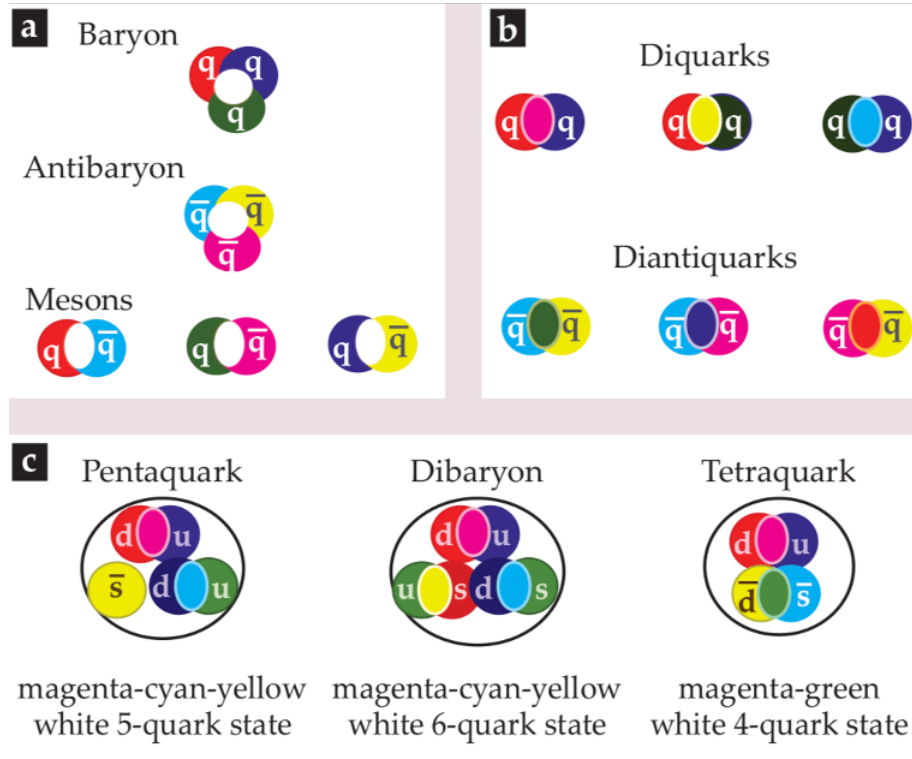 a
Baryon
q q
q
Antibaryon
q̅ q̅
q̅
Mesons
q q̅ q q̅ q q̅
b
Diquarks
q q q q q q
Diantiquarks
q̅ q̅ q̅ q̅ q̅ q̅
c
Pentaquark
d u
s̅ d u
Dibaryon
d u
u s d s
Tetraquark
d u
d̅ s̅
magenta-cyan-yellow
white 5-quark state
magenta-cyan-yellow
white 6-quark state
magenta-green
white 4-quark state